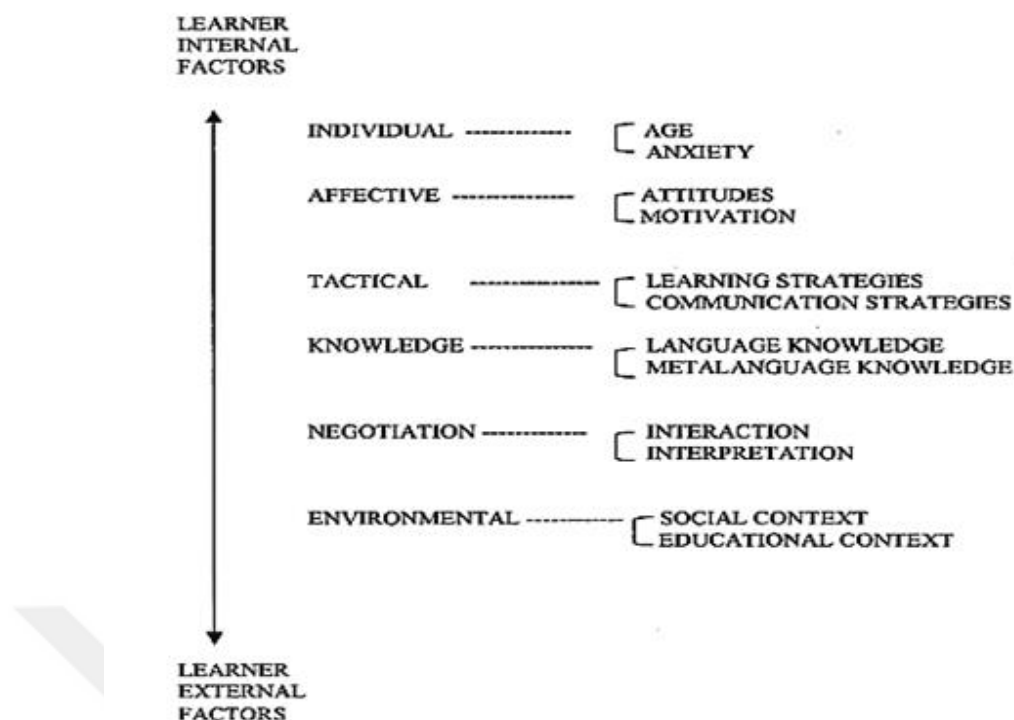 LEARNER
INTERNAL
FACTORS
INDIVIDUAL ------------- AGE
ANXIETY
AFFECTIVE --------------- ATTITUDES
MOTIVATION
TACTICAL --------------- LEARNING STRATEGIES
COMMUNICATION STRATEGIES
KNOWLEDGE --------------- LANGUAGE KNOWLEDGE
METALANGUAGE KNOWLEDGE
NEGOTIATION ------------- INTERACTION
INTERPRETATION
ENVIRONMENTAL ------------- SOCIAL CONTEXT
EDUCATIONAL CONTEXT
LEARNER
EXTERNAL
FACTORS